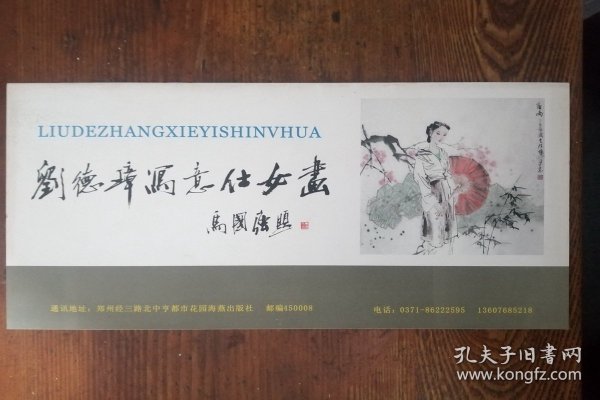 LIUDEZHANGXIEYISHINVHUA
劉德璋寫意仕女畫
馬國强題
通讯地址：郑州经三路北中亨都市花园海燕出版社 邮编450008
电话：0371-86222595 13607685218
孔夫子旧书网
www.kongfz.com